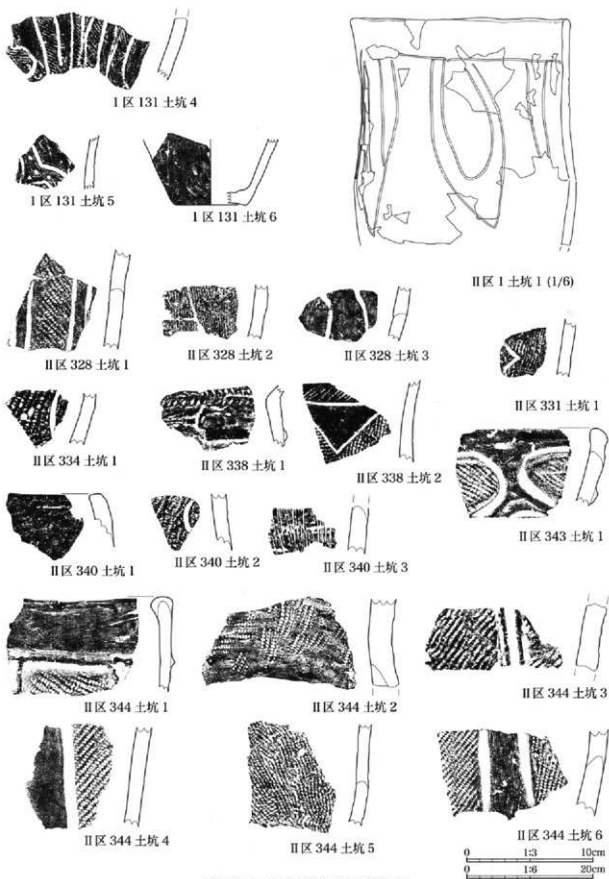 1区 131 土坑 4
1区 131 土坑 5
1区 131 土坑 6
II区 1 土坑 1 (1/6)
II区 328 土坑 1
II区 328 土坑 2
II区 328 土坑 3
II区 331 土坑 1
II区 334 土坑 1
II区 338 土坑 1
II区 338 土坑 2
II区 343 土坑 1
II区 340 土坑 1
II区 340 土坑 2
II区 340 土坑 3
II区 344 土坑 1
II区 344 土坑 2
II区 344 土坑 3
II区 344 土坑 4
II区 344 土坑 5
II区 344 土坑 6
0 1:3 10cm
0 1:6 20cm